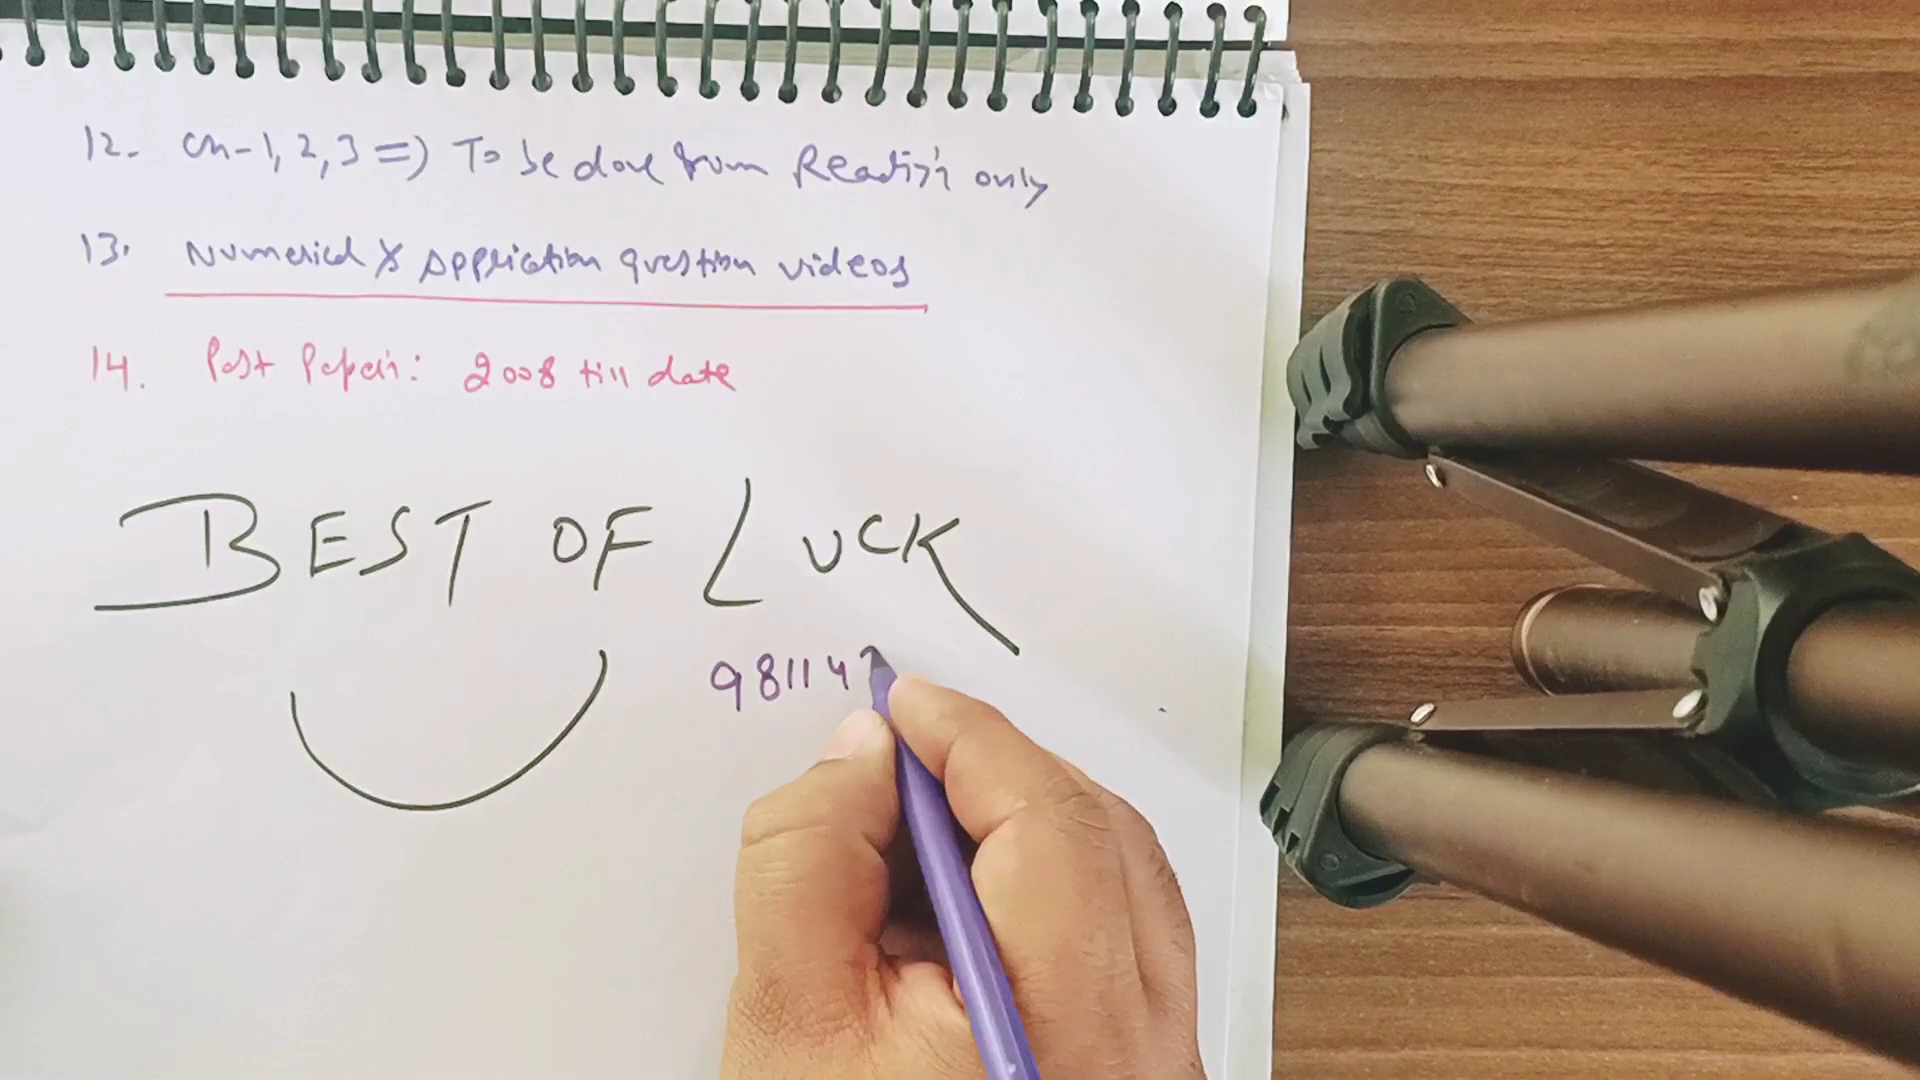 12. Ch-1, 2, 3 => To be done from Reading only
13. Numerical & Application question videos
14. Past Papers: 2008 till date
BEST OF LUCK
98114